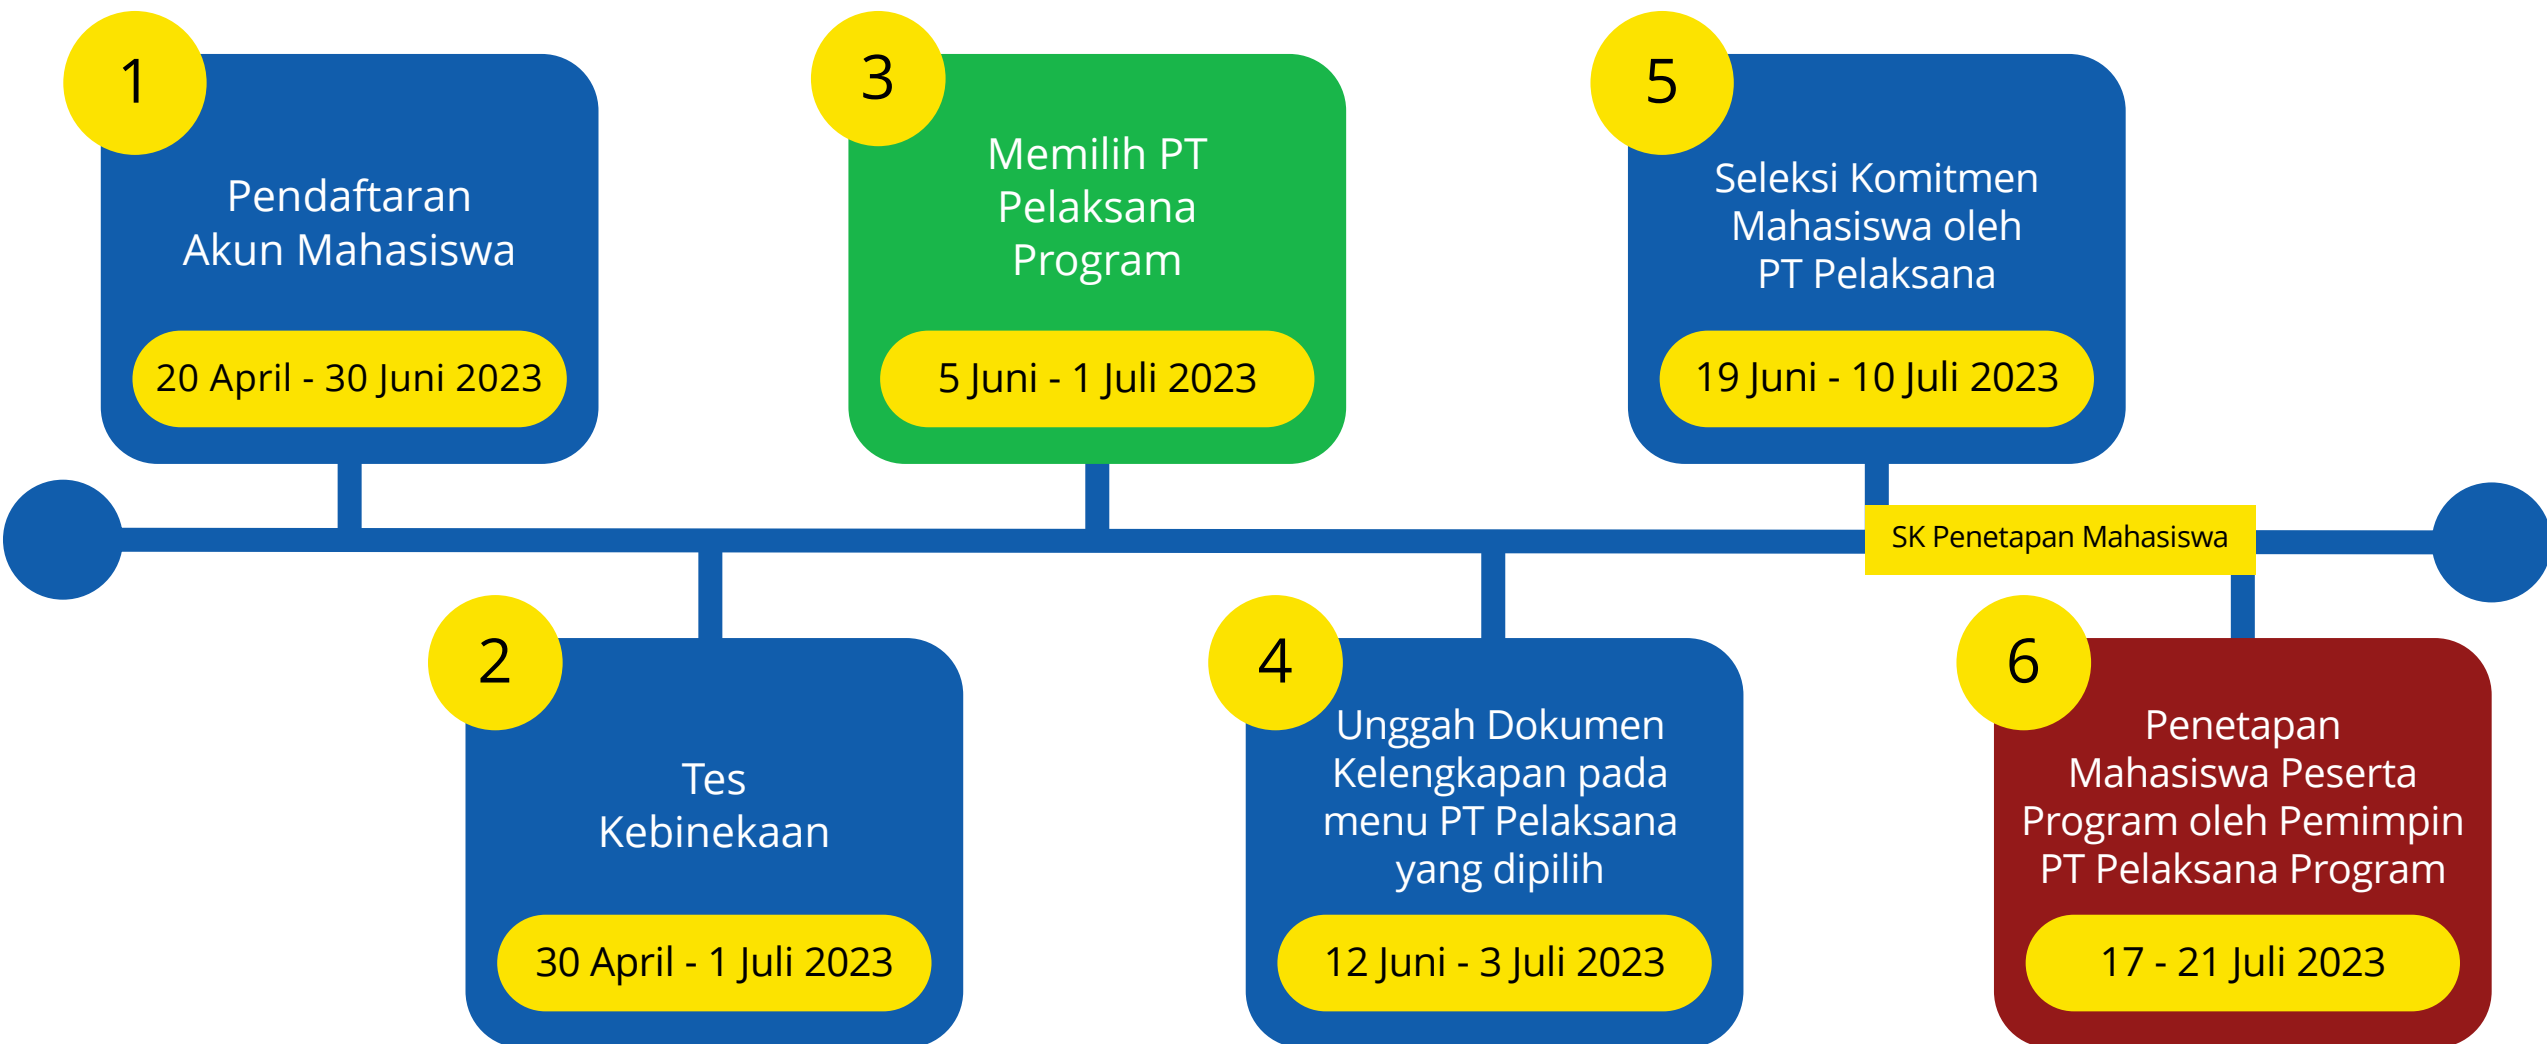 1
Pendaftaran
Akun Mahasiswa
20 April - 30 Juni 2023
2
Tes
Kebinekaan
30 April - 1 Juli 2023
3
Memilih PT
Pelaksana
Program
5 Juni - 1 Juli 2023
4
Unggah Dokumen
Kelengkapan pada
menu PT Pelaksana
yang dipilih
12 Juni - 3 Juli 2023
5
Seleksi Komitmen
Mahasiswa oleh
PT Pelaksana
19 Juni - 10 Juli 2023
SK Penetapan Mahasiswa
6
Penetapan
Mahasiswa Peserta
Program oleh Pemimpin
PT Pelaksana Program
17 - 21 Juli 2023